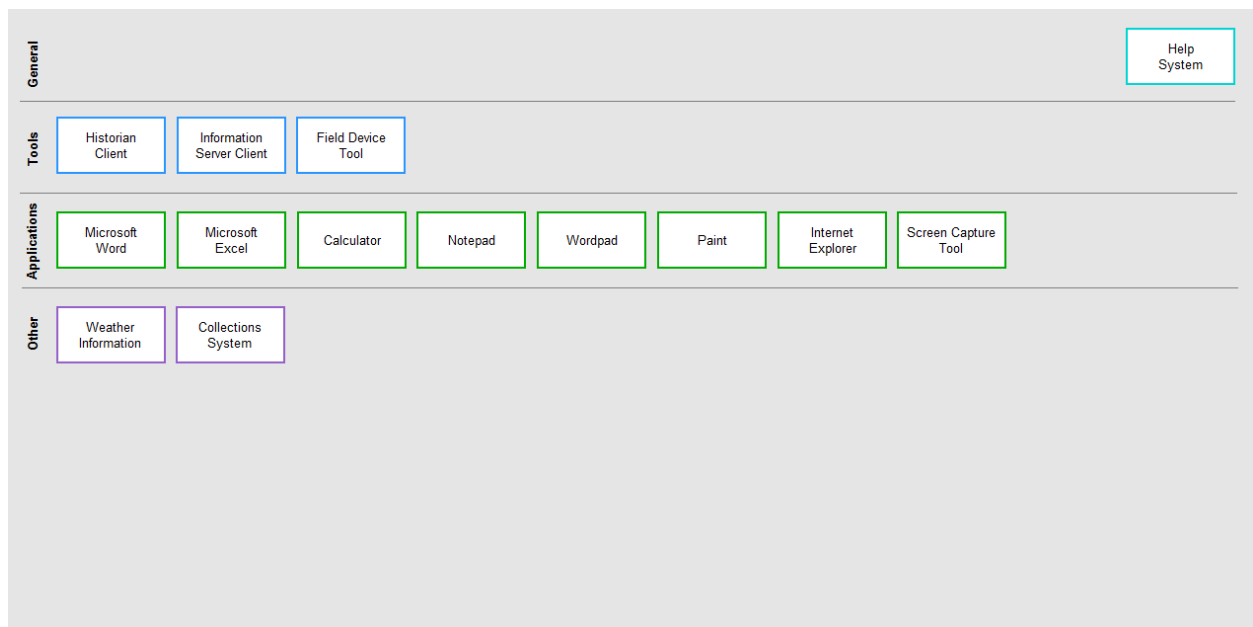 General
Help
System
Tools
Historian
Client
Information
Server Client
Field Device
Tool
Applications
Microsoft
Word
Microsoft
Excel
Calculator
Notepad
Wordpad
Paint
Internet
Explorer
Screen Capture
Tool
Other
Weather
Information
Collections
System